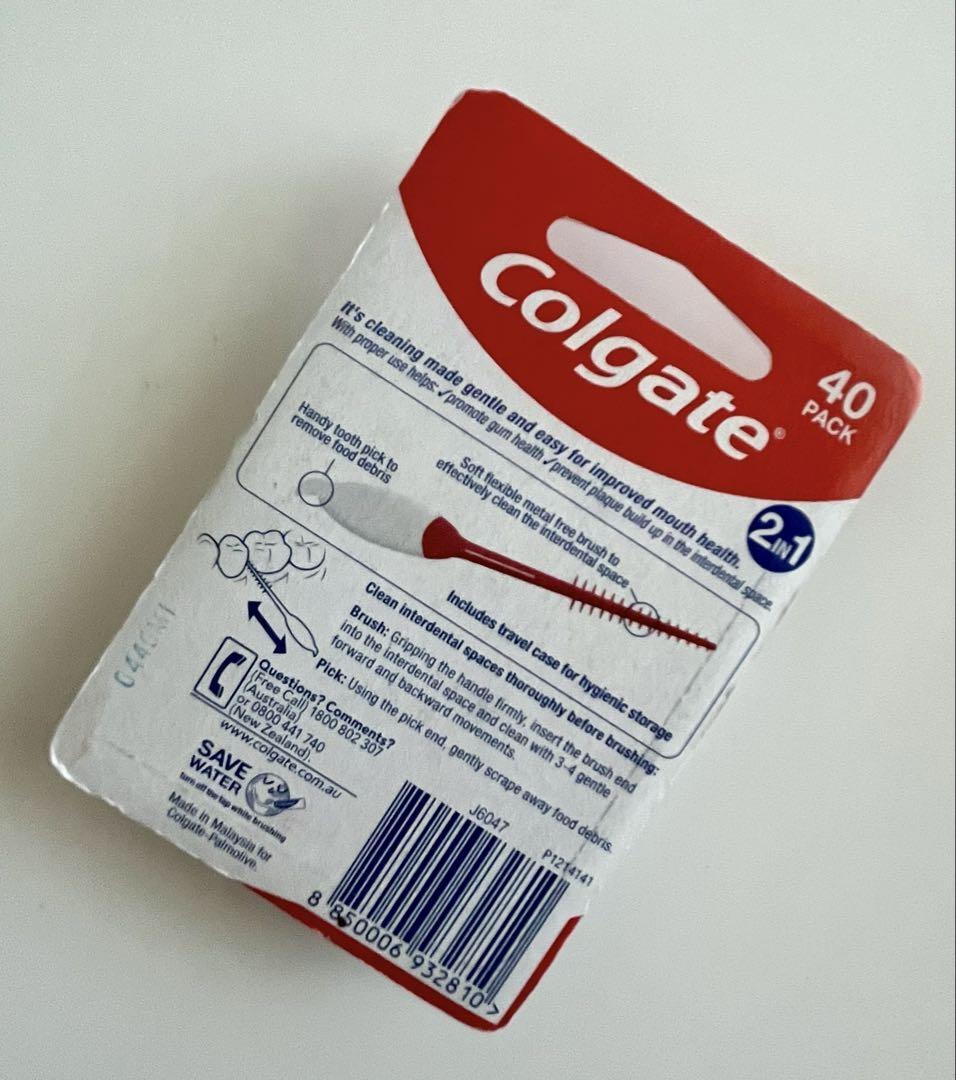 Colgate®
40
PACK
2IN1
It's cleaning made gentle and easy for improved mouth health.
With proper use helps: ✓promote gum health ✓prevent plaque build up in the interdental space.
Handy tooth pick to
remove food debris
Soft flexible metal free brush to
effectively clean the interdental space
Includes travel case for hygienic storage
Clean interdental spaces thoroughly before brushing:
Brush: Gripping the handle firmly, insert the brush end
into the interdental space and clean with 3-4 gentle
forward and backward movements.
Pick: Using the pick end, gently scrape away food debris.
Questions? Comments?
(Free Call) 1800 802 307
(Australia)
or 0800 441 740
(New Zealand).
www.colgate.com.au
SAVE
WATER
turn off the tap while brushing
Made in Malaysia for
Colgate-Palmolive.
J6047
P1214141
8 850006 932810 >